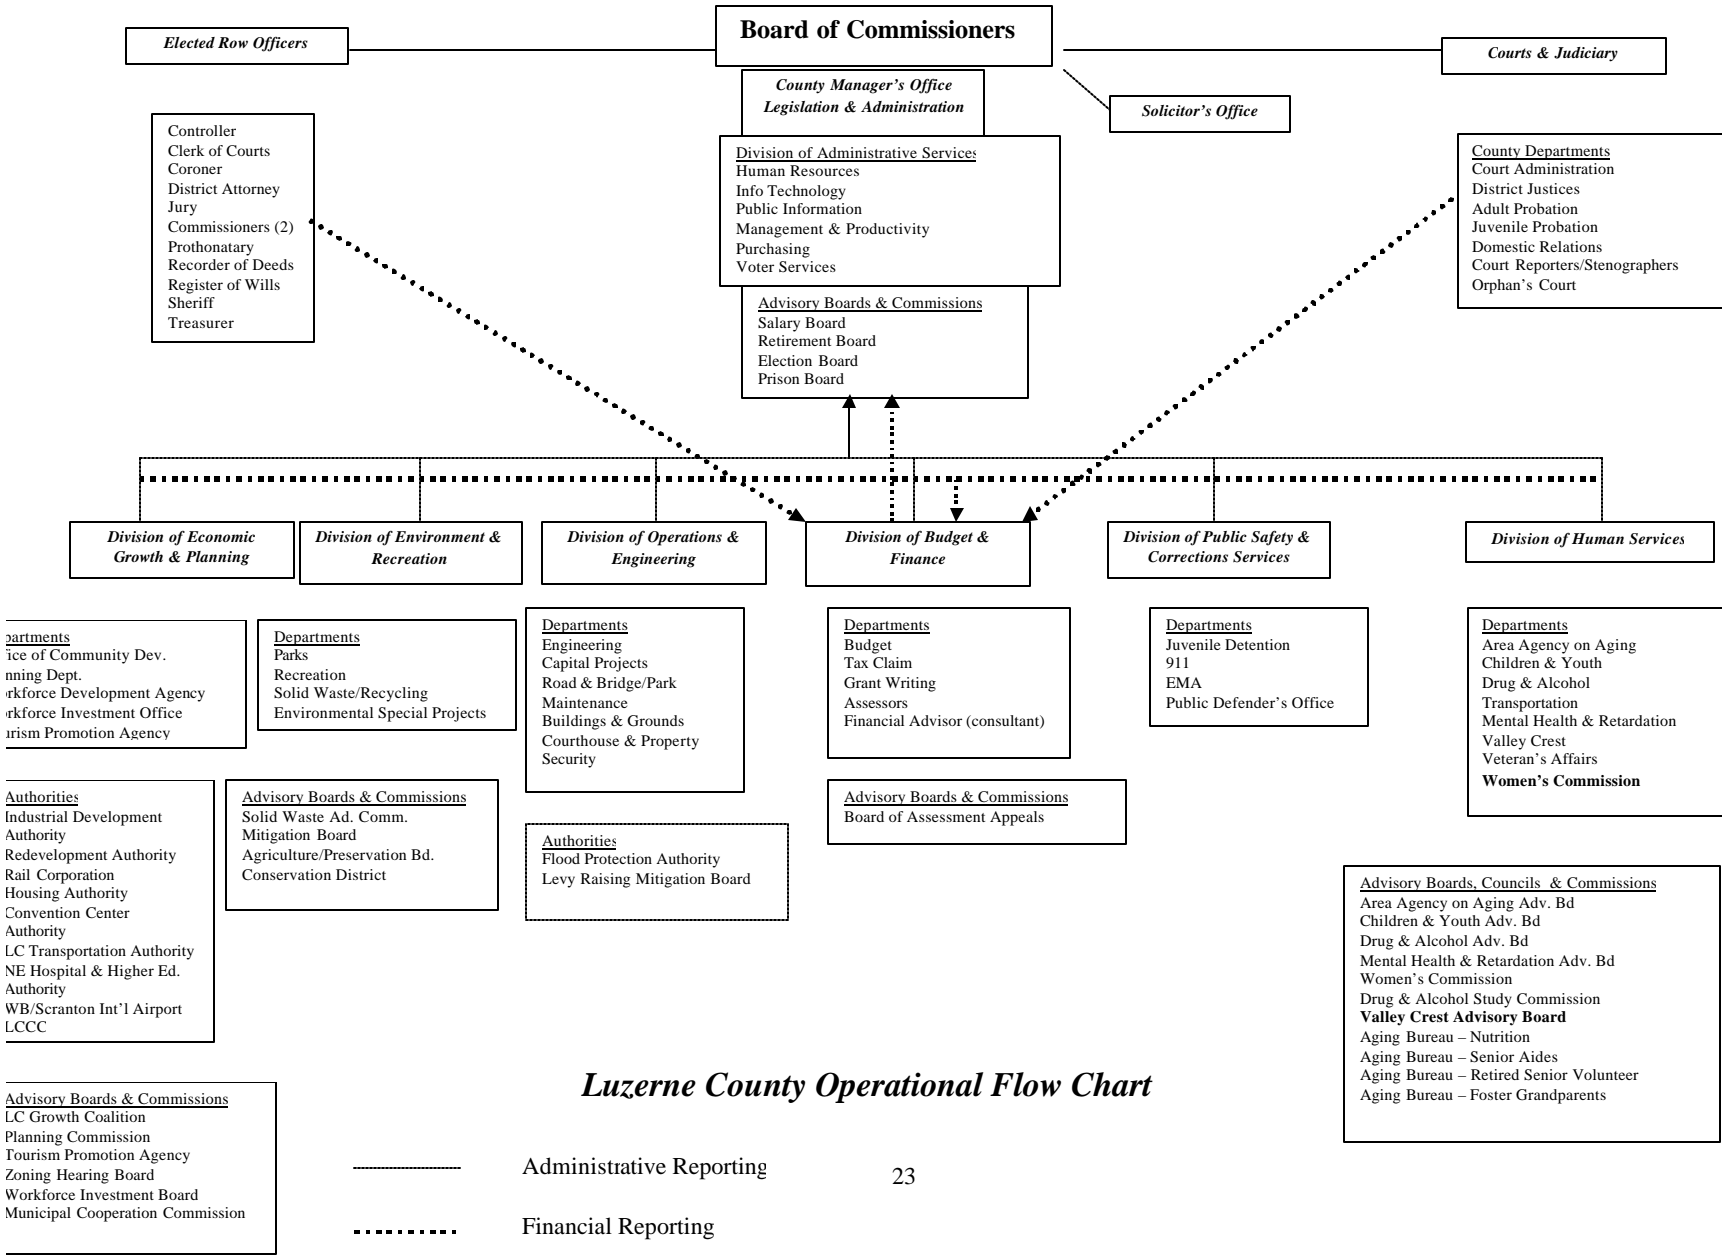 Board of Commissioners
Elected Row Officers
Courts & Judiciary
County Manager's Office
Legislation & Administration
Solicitor's Office
Controller
Clerk of Courts
Coroner
District Attorney
Jury
Commissioners (2)
Prothonatary
Recorder of Deeds
Register of Wills
Sheriff
Treasurer
Division of Administrative Services
Human Resources
Info Technology
Public Information
Management & Productivity
Purchasing
Voter Services
County Departments
Court Administration
District Justices
Adult Probation
Juvenile Probation
Domestic Relations
Court Reporters/Stenographers
Orphan's Court
Advisory Boards & Commissions
Salary Board
Retirement Board
Election Board
Prison Board
Division of Economic
Growth & Planning
Division of Environment &
Recreation
Division of Operations &
Engineering
Division of Budget &
Finance
Division of Public Safety &
Corrections Services
Division of Human Services
partments
ice of Community Dev.
nning Dept.
rkforce Development Agency
rkforce Investment Office
urism Promotion Agency
Departments
Parks
Recreation
Solid Waste/Recycling
Environmental Special Projects
Departments
Engineering
Capital Projects
Road & Bridge/Park
Maintenance
Buildings & Grounds
Courthouse & Property
Security
Departments
Budget
Tax Claim
Grant Writing
Assessors
Financial Advisor (consultant)
Departments
Juvenile Detention
911
EMA
Public Defender's Office
Departments
Area Agency on Aging
Children & Youth
Drug & Alcohol
Transportation
Mental Health & Retardation
Valley Crest
Veteran's Affairs
Women's Commission
Authorities
Industrial Development
Authority
Redevelopment Authority
Rail Corporation
Housing Authority
Convention Center
Authority
LC Transportation Authority
NE Hospital & Higher Ed.
Authority
WB/Scranton Int'l Airport
LCCC
Advisory Boards & Commissions
Solid Waste Ad. Comm.
Mitigation Board
Agriculture/Preservation Bd.
Conservation District
Authorities
Flood Protection Authority
Levy Raising Mitigation Board
Advisory Boards & Commissions
Board of Assessment Appeals
Advisory Boards, Councils & Commissions
Area Agency on Aging Adv. Bd
Children & Youth Adv. Bd
Drug & Alcohol Adv. Bd
Mental Health & Retardation Adv. Bd
Women's Commission
Drug & Alcohol Study Commission
Valley Crest Advisory Board
Aging Bureau – Nutrition
Aging Bureau – Senior Aides
Aging Bureau – Retired Senior Volunteer
Aging Bureau – Foster Grandparents
Advisory Boards & Commissions
LC Growth Coalition
Planning Commission
Tourism Promotion Agency
Zoning Hearing Board
Workforce Investment Board
Municipal Cooperation Commission
Luzerne County Operational Flow Chart
Administrative Reporting
23
Financial Reporting